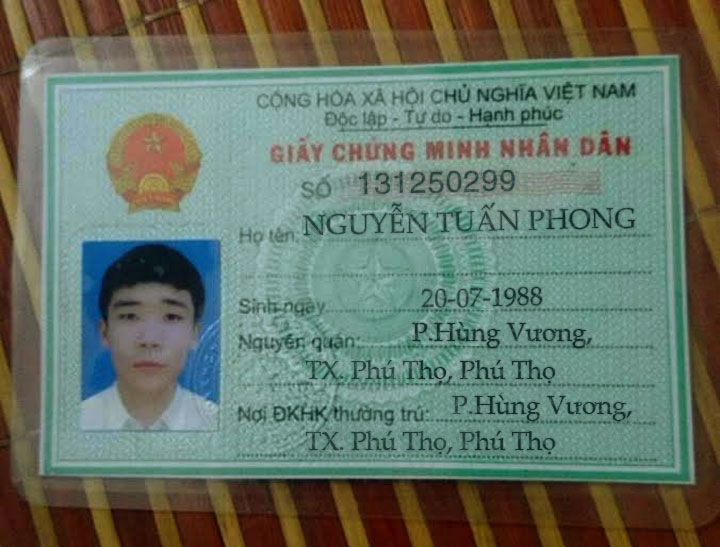 CỘNG HÒA XÃ HỘI CHỦ NGHĨA VIỆT NAM
Độc lập - Tự do - Hạnh phúc
GIẤY CHỨNG MINH NHÂN DÂN
SỐ 131250299
Họ tên: NGUYỄN TUẤN PHONG
Sinh ngày 20-07-1988
Nguyên quán: P.Hùng Vương,
TX. Phú Thọ, Phú Thọ
Nơi ĐKHK thường trú: P.Hùng Vương,
TX. Phú Thọ, Phú Thọ